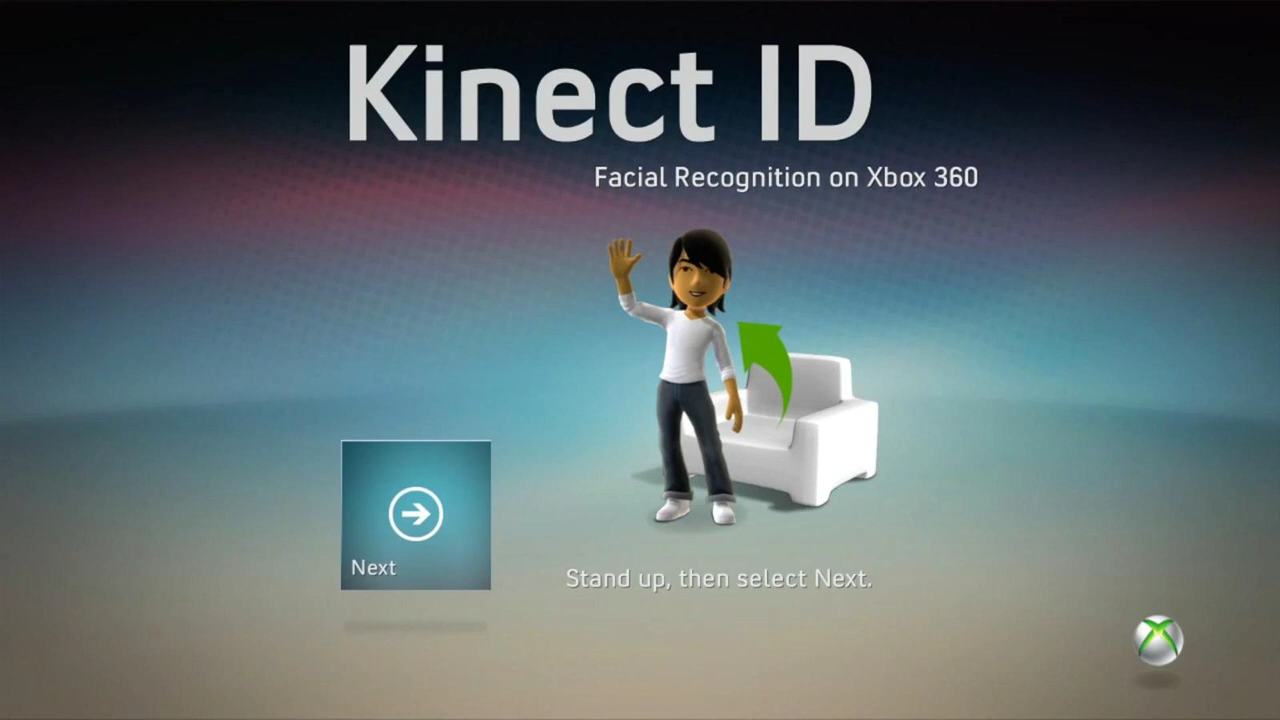 Kinect ID
Facial Recognition on Xbox 360
Next
Stand up, then select Next.